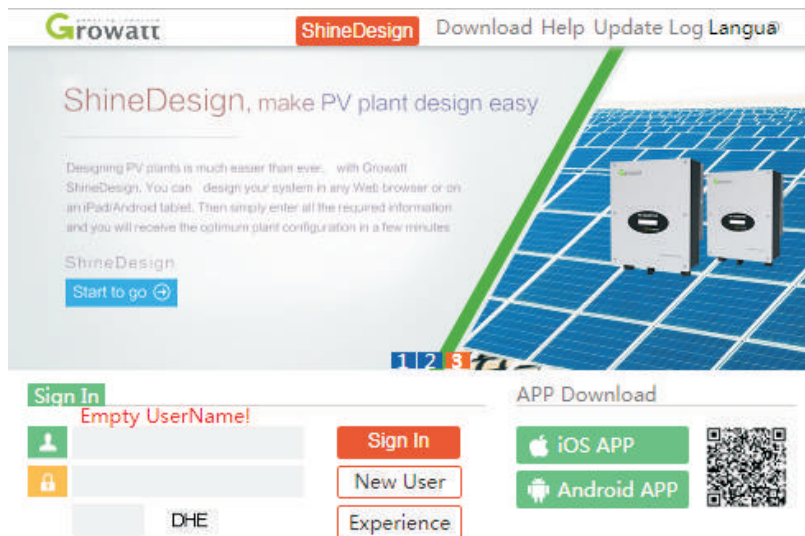 Growatt
ShineDesign Download Help Update Log Langua
ShineDesign, make PV plant design easy
Designing PV plants is much easier than ever, with Growatt
ShineDesign. You can design your system in any Web browser or on
an iPad/Android tablet. Then simply enter all the required information
and you will receive the optimum plant configuration in a few minutes
ShineDesign
Start to go
1 2 3
Sign In
Empty UserName!
Sign In
New User
DHE
Experience
APP Download
iOS APP
Android APP